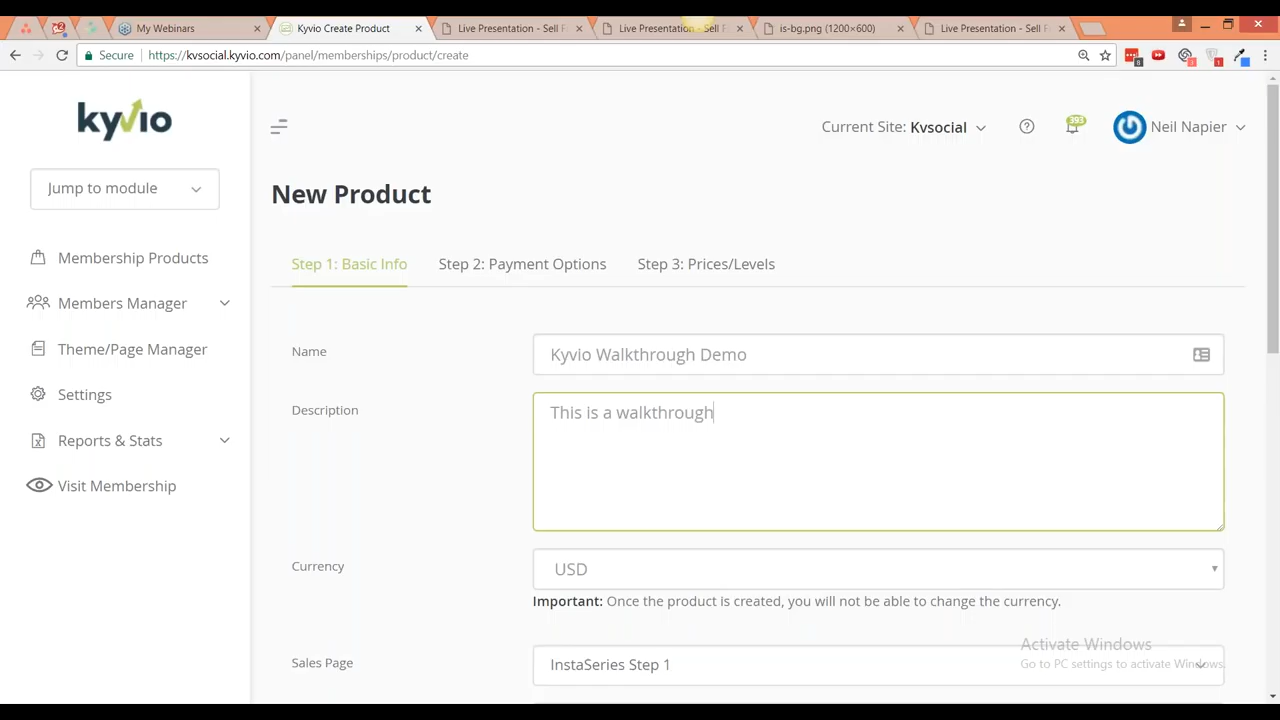 My Webinars
Kyvio Create Product
Live Presentation - Sell F
Live Presentation - Sell F
is-bg.png (1200×600)
Live Presentation - Sell F
Secure
https://kvsocial.kyvio.com/panel/memberships/product/create
kyvio
Current Site: Kvsocial
393
Neil Napier
Jump to module
New Product
Membership Products
Members Manager
Theme/Page Manager
Settings
Reports & Stats
Visit Membership
Step 1: Basic Info
Step 2: Payment Options
Step 3: Prices/Levels
Name
Kyvio Walkthrough Demo
Description
This is a walkthrough
Currency
USD
Important: Once the product is created, you will not be able to change the currency.
Sales Page
InstaSeries Step 1
Activate Windows
Go to PC settings to activate Windows.